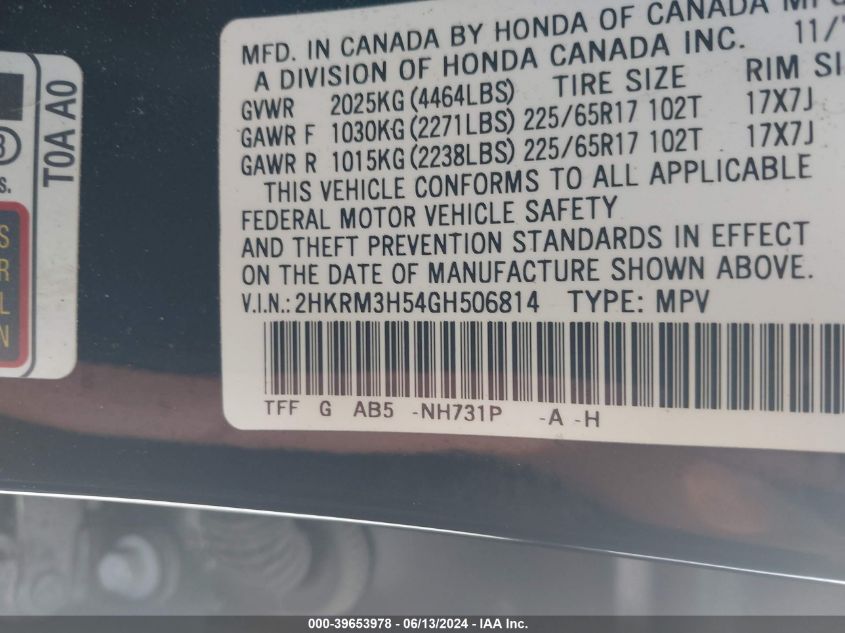 MFD. IN CANADA BY HONDA OF CANADA MFG.
A DIVISION OF HONDA CANADA INC. 11/
GVWR 2025KG (4464LBS) TIRE SIZE RIM SI
GAWR F 1030KG (2271LBS) 225/65R17 102T 17X7J
GAWR R 1015KG (2238LBS) 225/65R17 102T 17X7J
THIS VEHICLE CONFORMS TO ALL APPLICABLE
FEDERAL MOTOR VEHICLE SAFETY
AND THEFT PREVENTION STANDARDS IN EFFECT
ON THE DATE OF MANUFACTURE SHOWN ABOVE.
V.I.N.: 2HKRM3H54GH506814 TYPE: MPV
TFF G AB5 -NH731P -A -H
T0A A0
S.
S
R
L
N
000-39653978 - 06/13/2024 - IAA Inc.